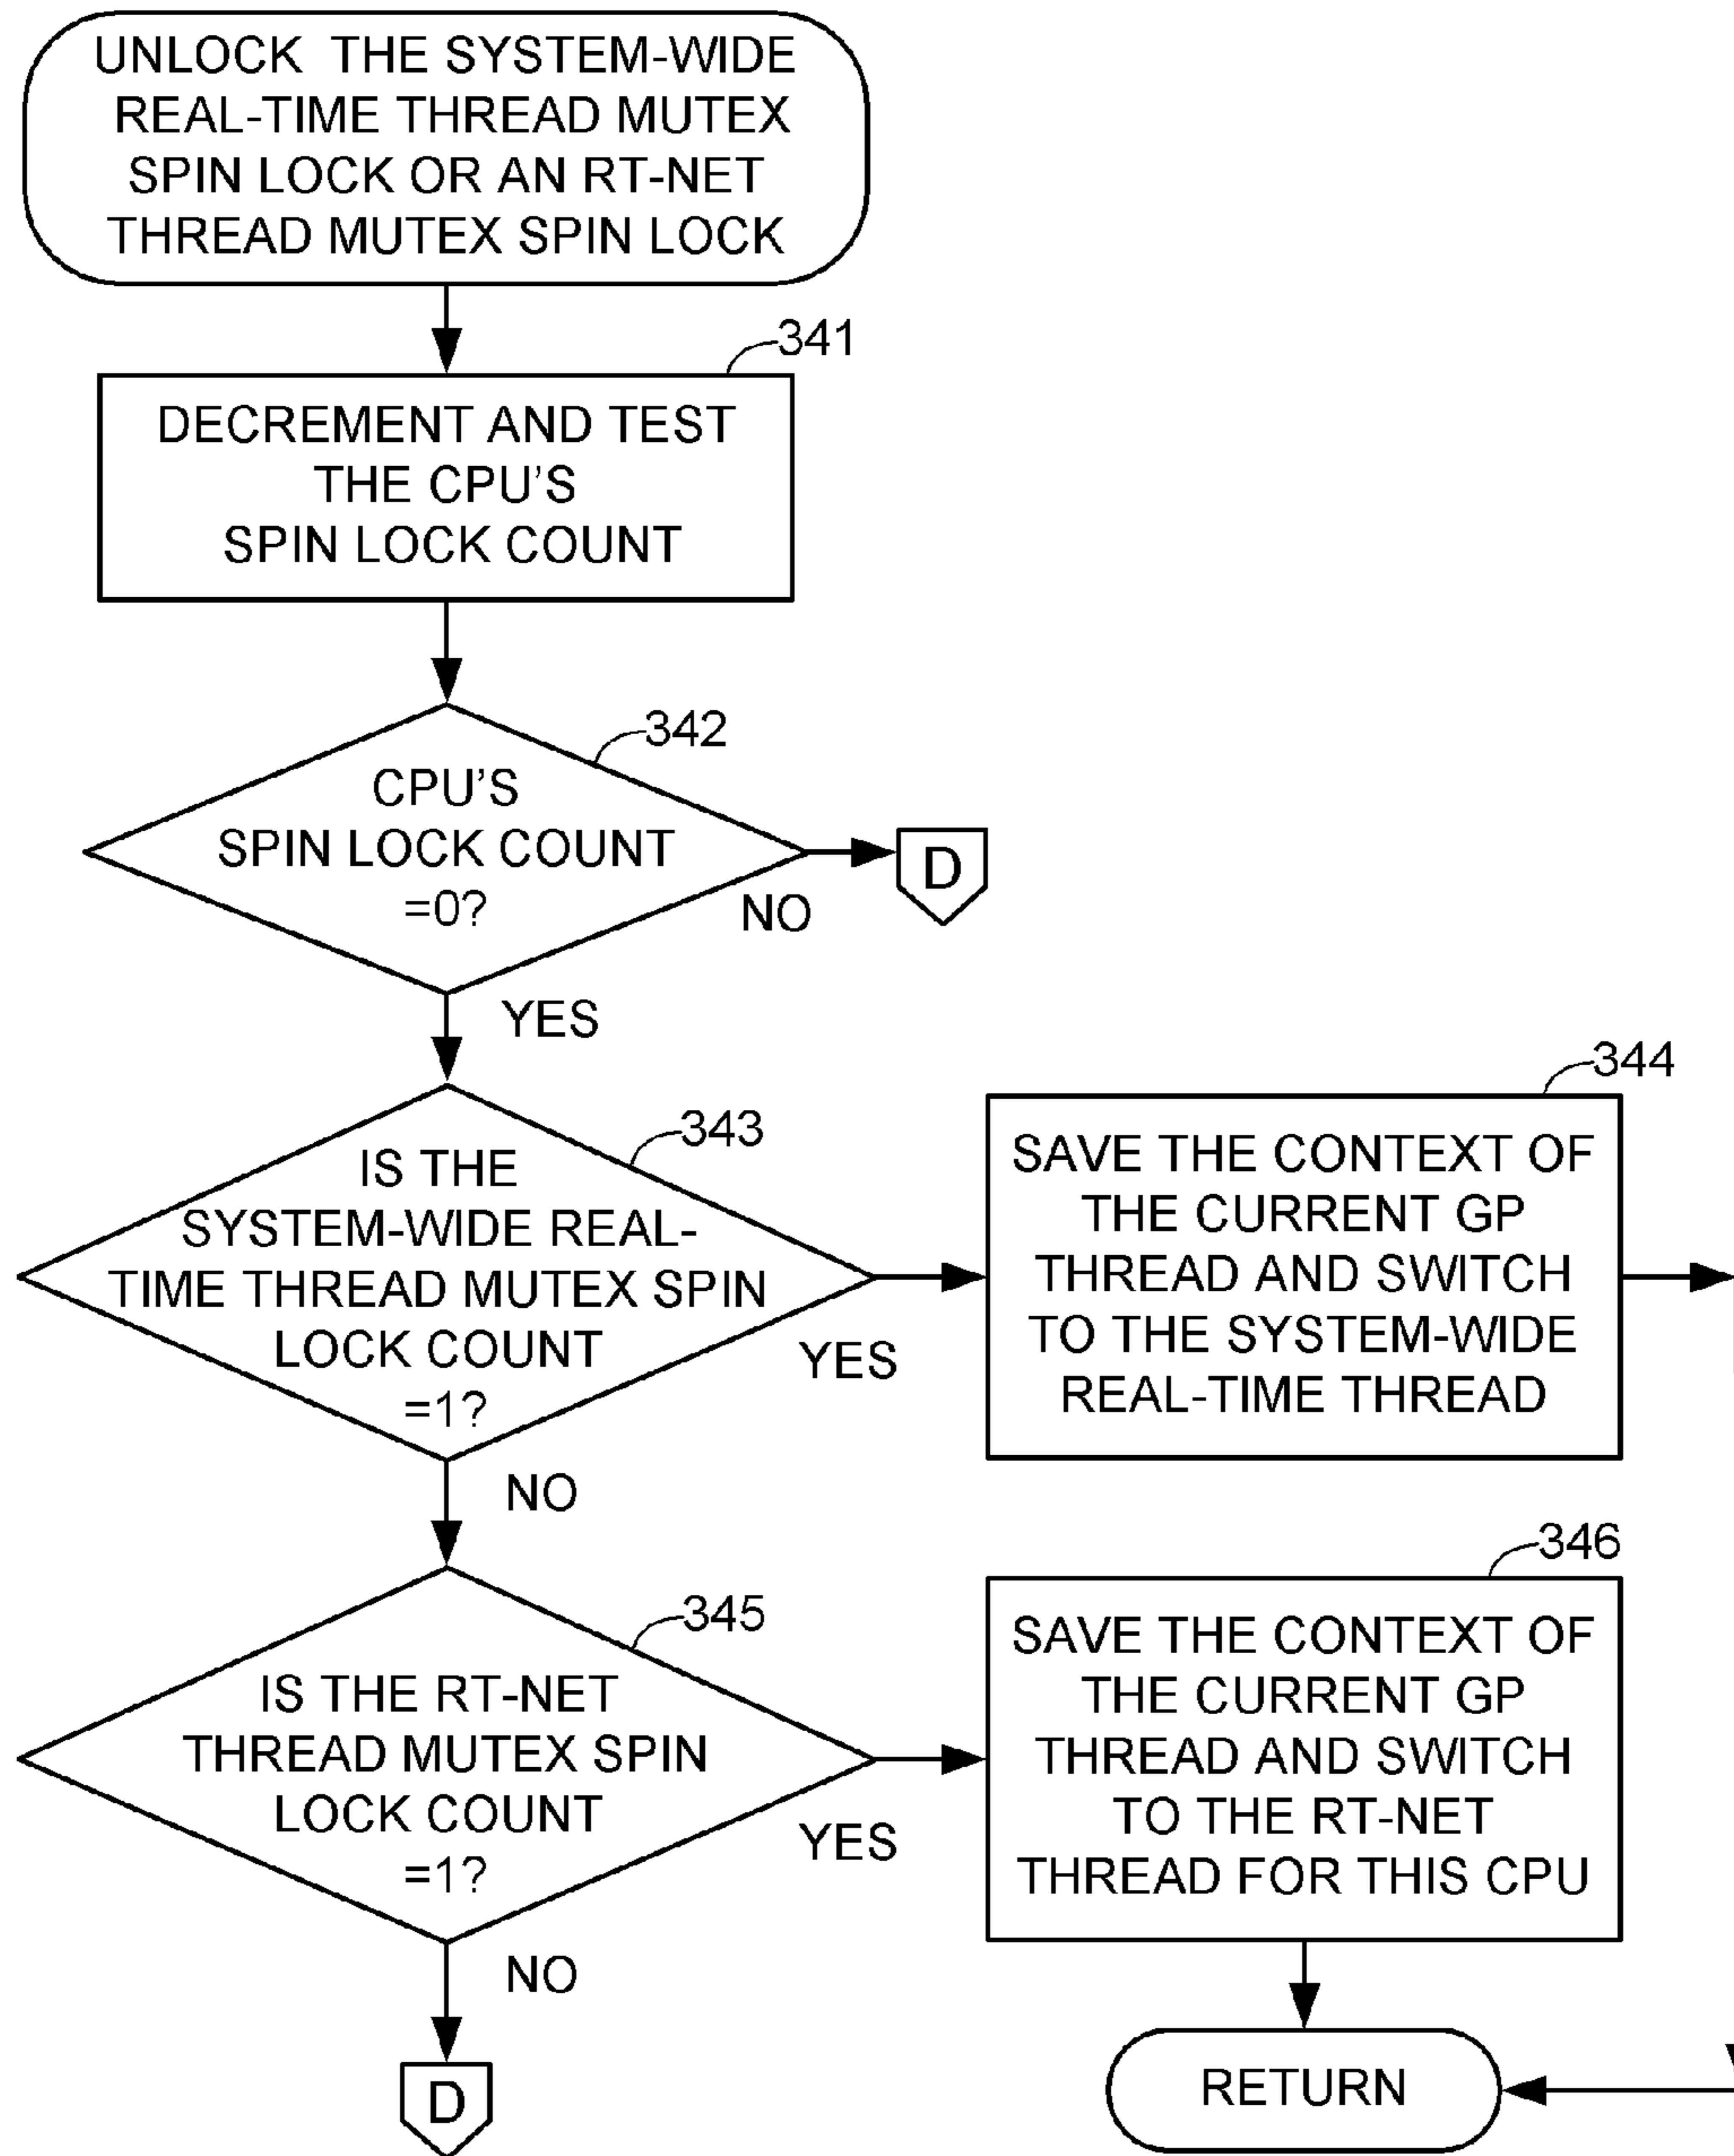 UNLOCK THE SYSTEM-WIDE
REAL-TIME THREAD MUTEX
SPIN LOCK OR AN RT-NET
THREAD MUTEX SPIN LOCK
341
DECREMENT AND TEST
THE CPU'S
SPIN LOCK COUNT
342
CPU'S
SPIN LOCK COUNT
=0?
D
NO
YES
343
IS THE
SYSTEM-WIDE REAL-
TIME THREAD MUTEX SPIN
LOCK COUNT
=1?
YES
344
SAVE THE CONTEXT OF
THE CURRENT GP
THREAD AND SWITCH
TO THE SYSTEM-WIDE
REAL-TIME THREAD
NO
345
IS THE RT-NET
THREAD MUTEX SPIN
LOCK COUNT
=1?
YES
346
SAVE THE CONTEXT OF
THE CURRENT GP
THREAD AND SWITCH
TO THE RT-NET
THREAD FOR THIS CPU
NO
D
RETURN